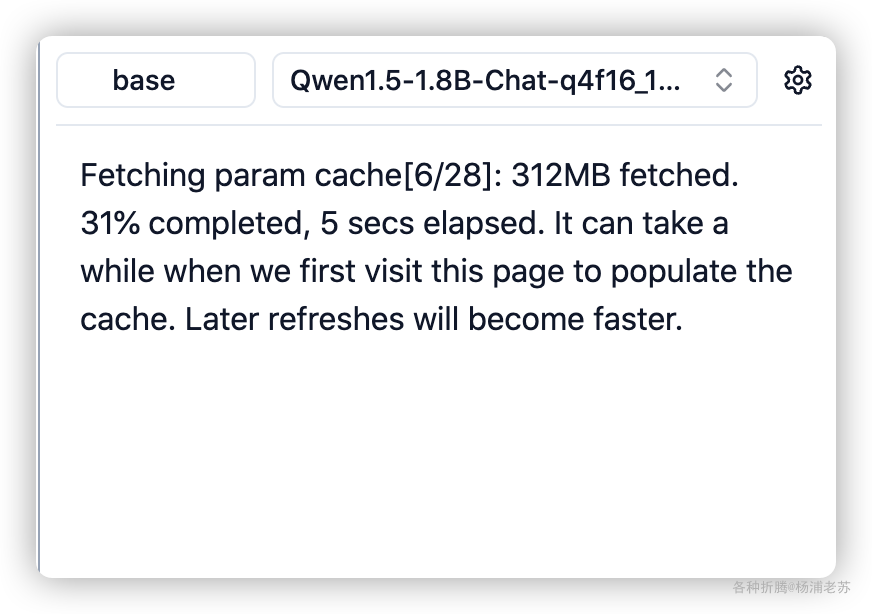 base
Qwen1.5-1.8B-Chat-q4f16_1...
Fetching param cache[6/28]: 312MB fetched.
31% completed, 5 secs elapsed. It can take a
while when we first visit this page to populate the
cache. Later refreshes will become faster.
各种折腾@杨浦老苏